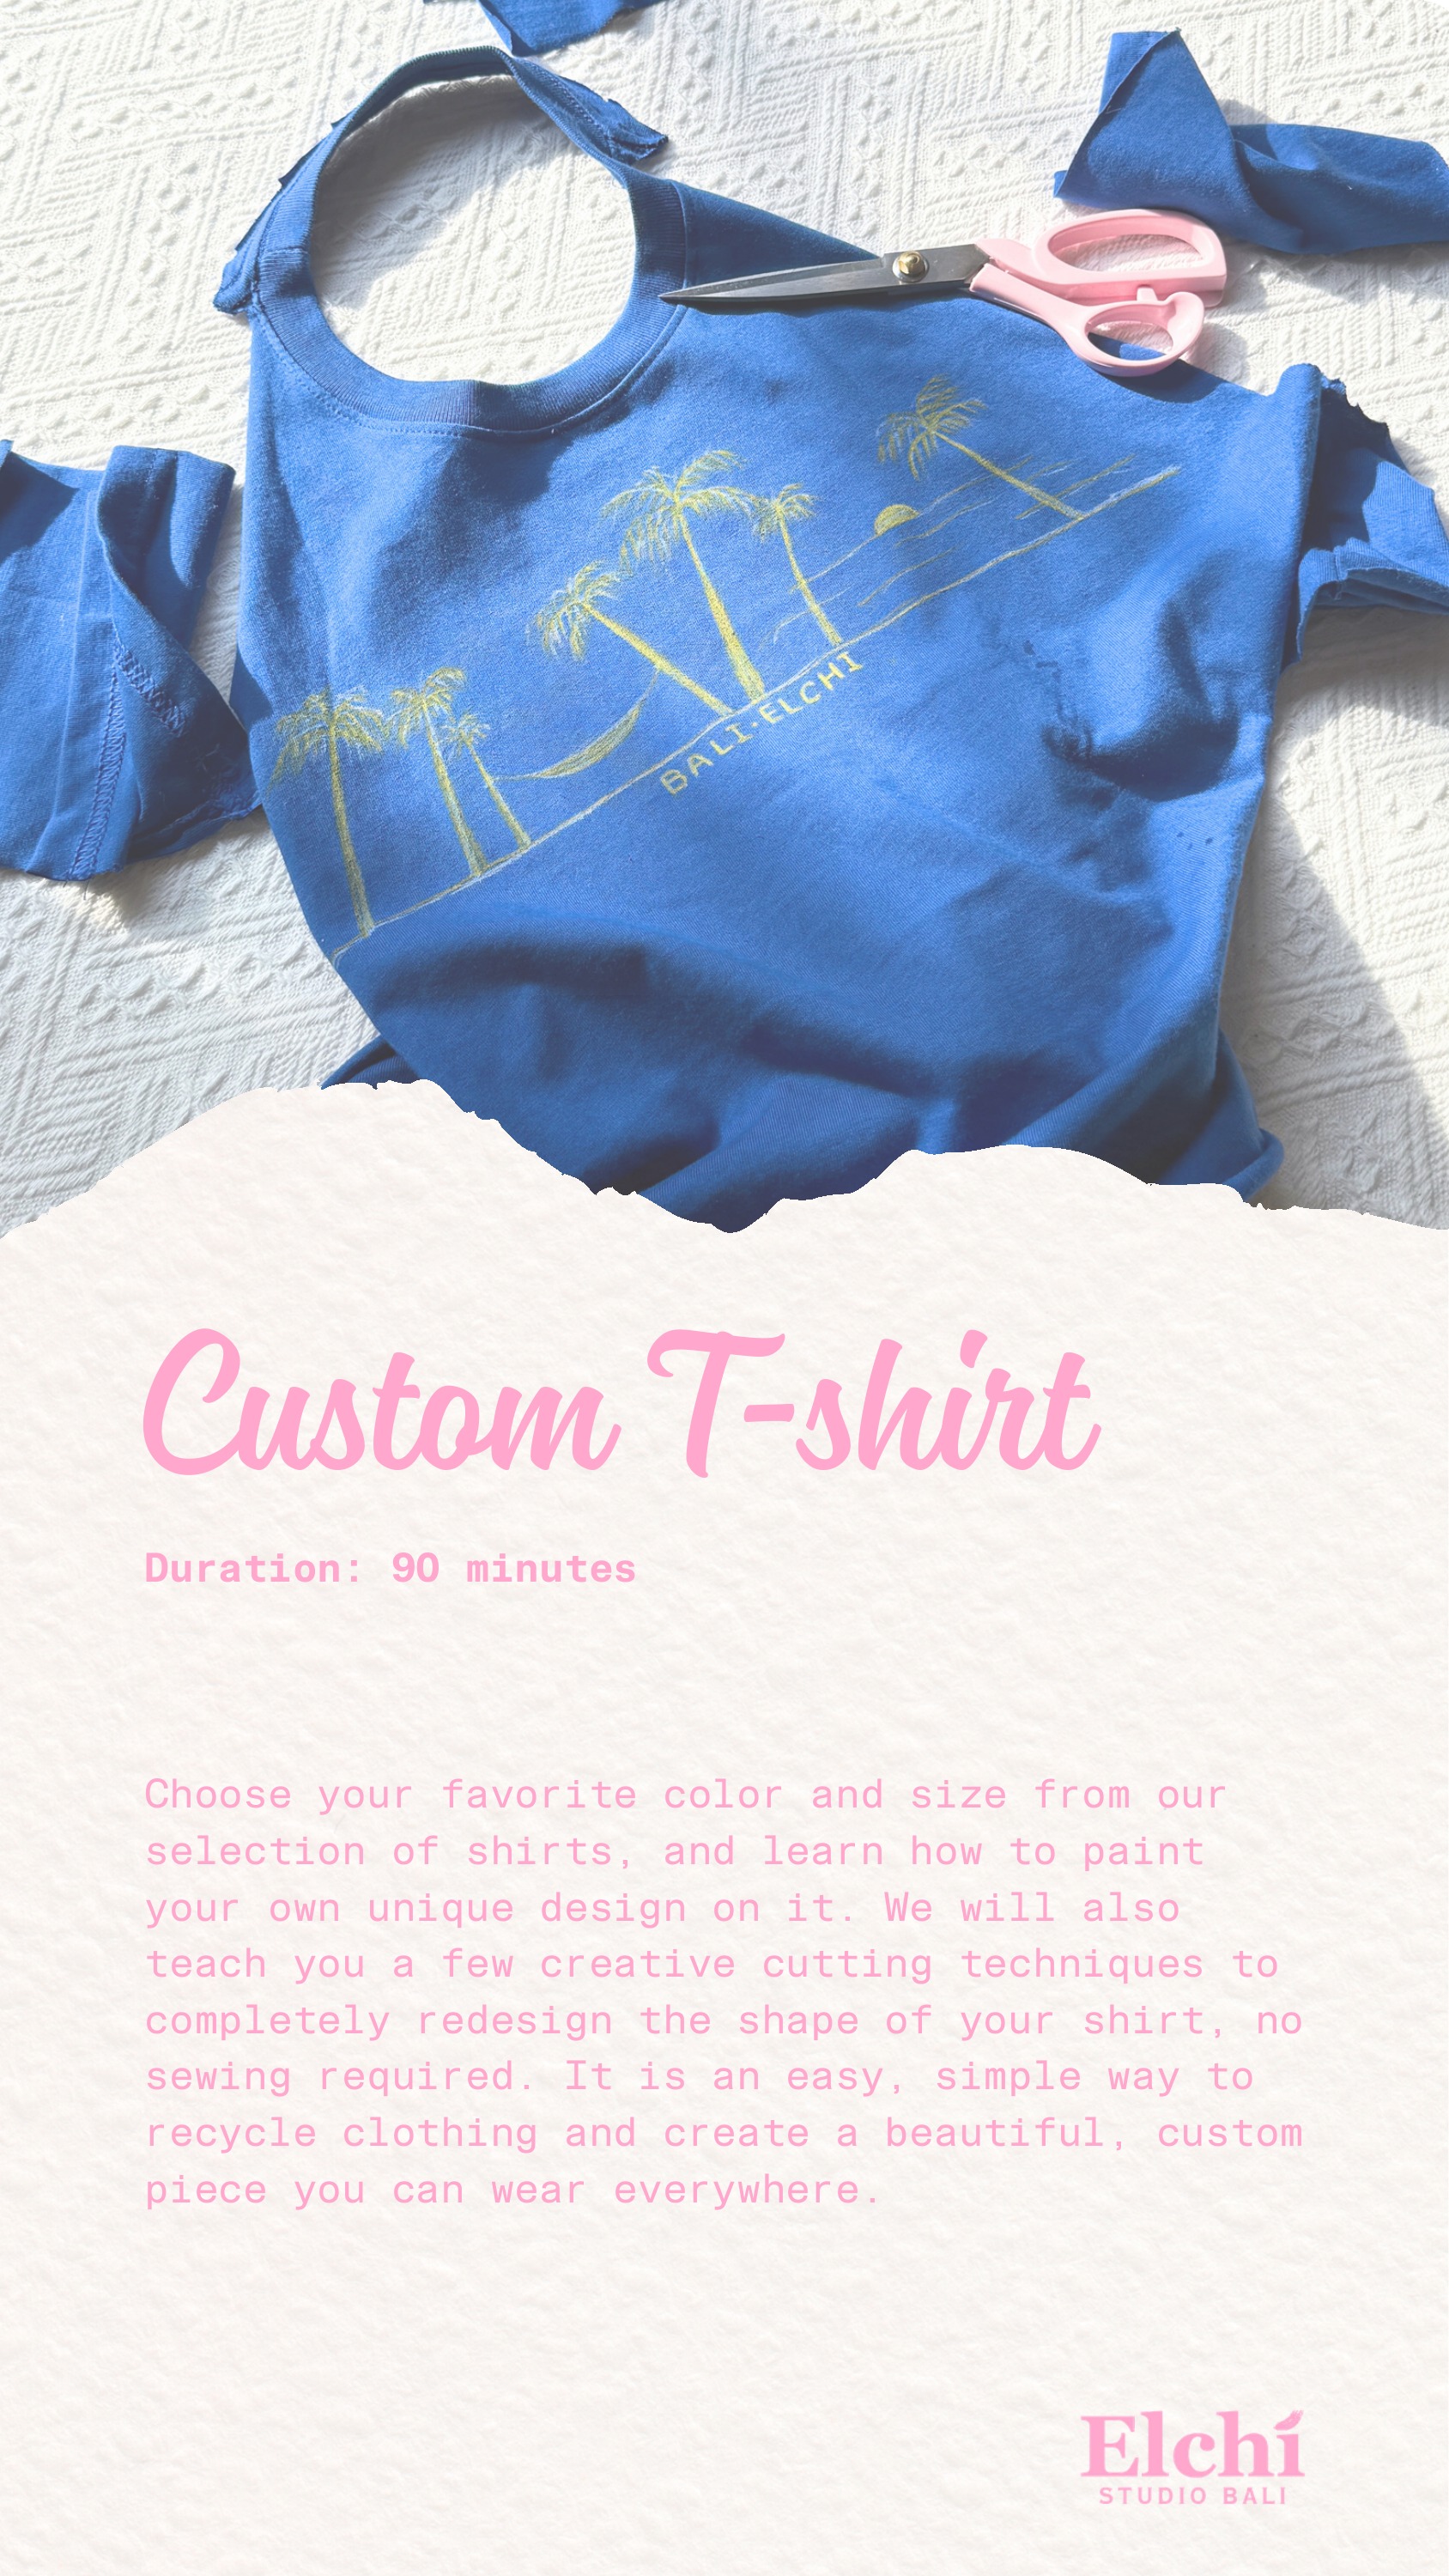 BALI·ELCHI
Custom T-shirt
Duration: 90 minutes
Choose your favorite color and size from our
selection of shirts, and learn how to paint
your own unique design on it. We will also
teach you a few creative cutting techniques to
completely redesign the shape of your shirt, no
sewing required. It is an easy, simple way to
recycle clothing and create a beautiful, custom
piece you can wear everywhere.
Elchí
STUDIO BALI